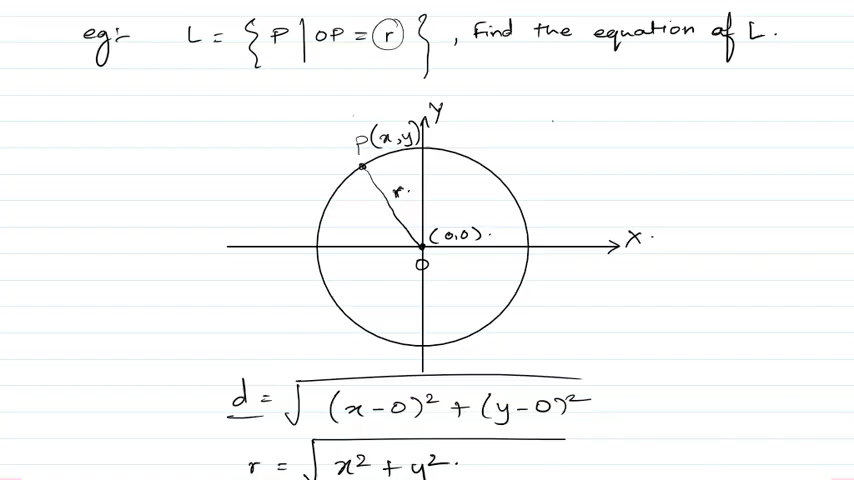 eg:- L = { P | OP = r } , Find the equation of L.
Y
P(x,y)
r.
(0,0).
X.
O
d = √(x-0)² + (y-0)²
r = √x² + y².